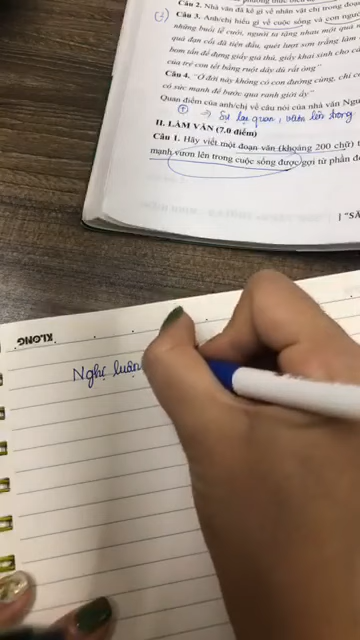 Câu 2. Nhà văn đã kể gì về nhân vật chị trong đoạn
Câu 3. Anh/chị hiểu gì về cuộc sống và con người
những buổi lễ cưới, người ta tặng nhau một quả
quả đạn cối đã tiện đầu, quét lượt sơn trắng làm
bom tấn để đựng giấy giá thú, giấy khai sinh cho
của trẻ con tết bằng ruột dây dù rất óng"
Câu 4. "Ở đời này không có con đường cùng, chỉ có
có sức mạnh để bước qua ranh giới ấy"
Quan điểm của anh/chị về câu nói của nhà văn
⇒ Sự lạc quan, vươn lên trong
II. LÀM VĂN (7.0 điểm)
Câu 1. Hãy viết một đoạn văn (khoảng 200 chữ)
mạnh vươn lên trong cuộc sống được gợi từ phần
| "SÁ
KLONG
Nghị luận